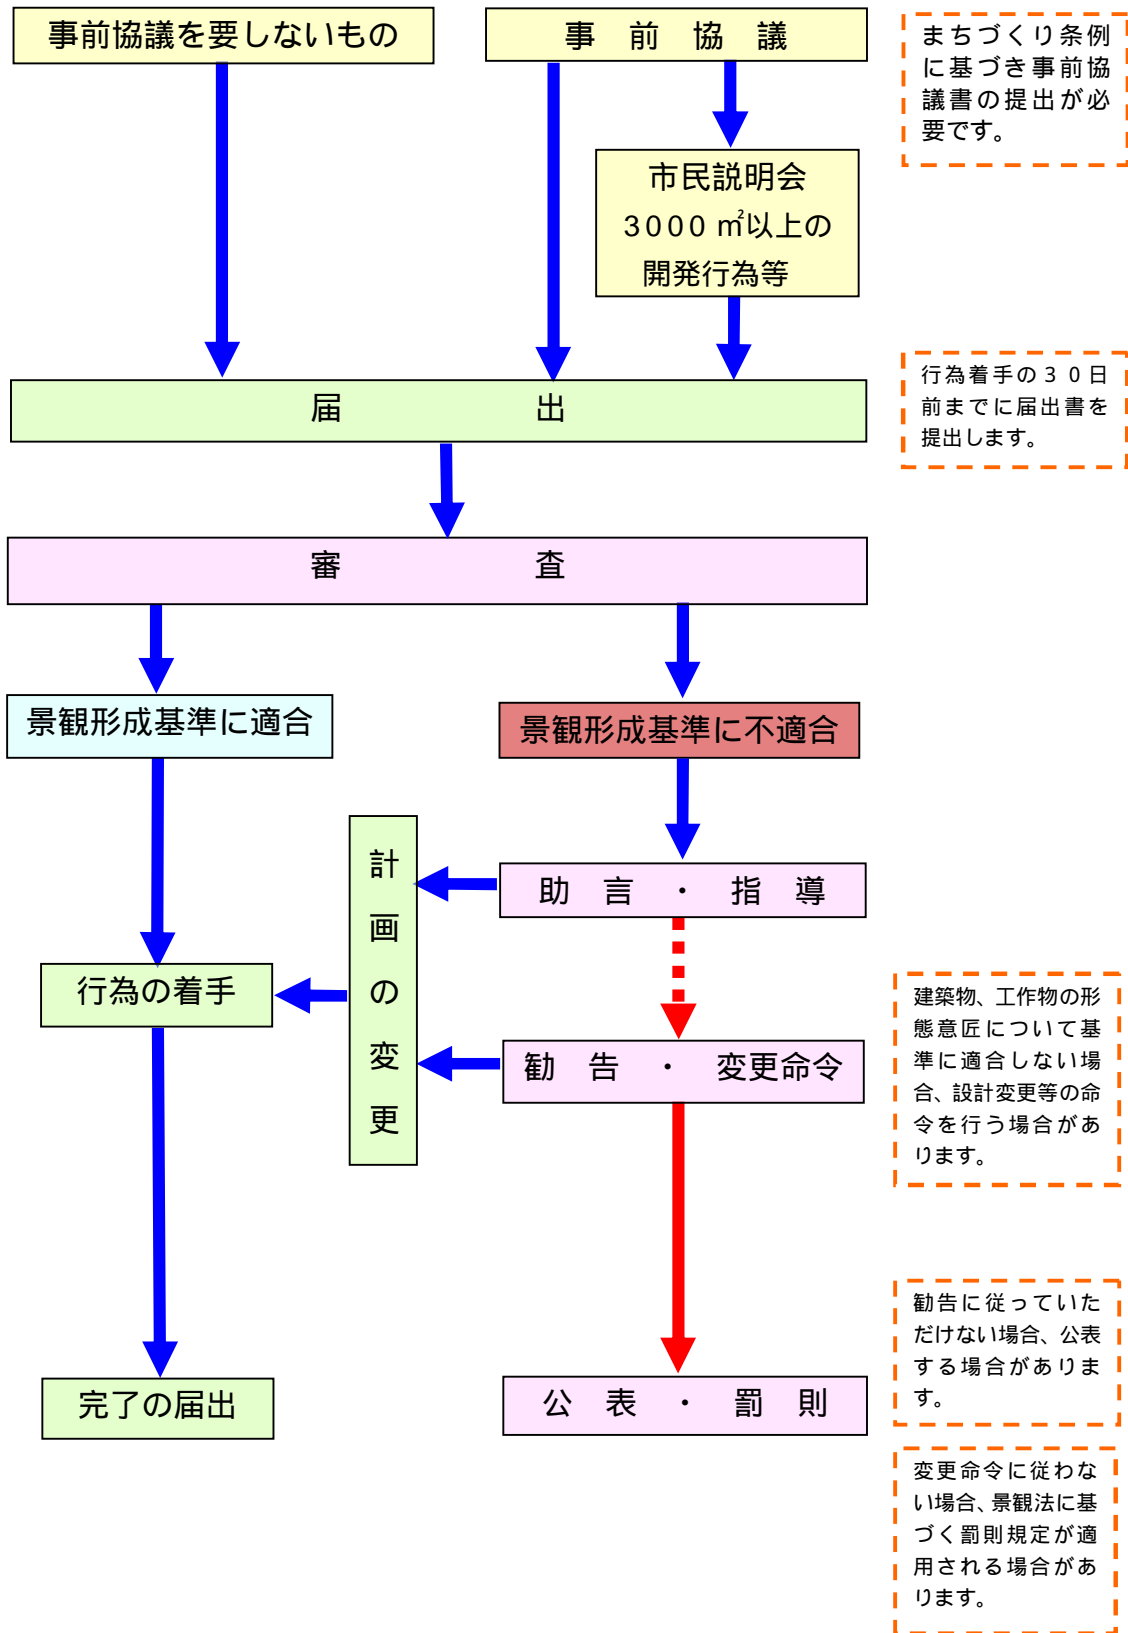 事前協議を要しないもの
事 前 協 議
まちづくり条例
に基づき事前協
議書の提出が必
要です。
市民説明会
3000 ㎡以上の
開発行為等
行為着手の30日
前までに届出書を
提出します。
届 出
審 査
景観形成基準に適合
景観形成基準に不適合
計
画
の
変
更
助 言 ・ 指 導
行為の着手
勧 告 ・ 変更命令
建築物、工作物の形
態意匠について基
準に適合しない場
合、設計変更等の命
令を行う場合があ
ります。
勧告に従っていた
だけない場合、公表
する場合がありま
す。
完了の届出
公 表 ・ 罰 則
変更命令に従わな
い場合、景観法に基
づく罰則規定が適
用される場合があ
ります。